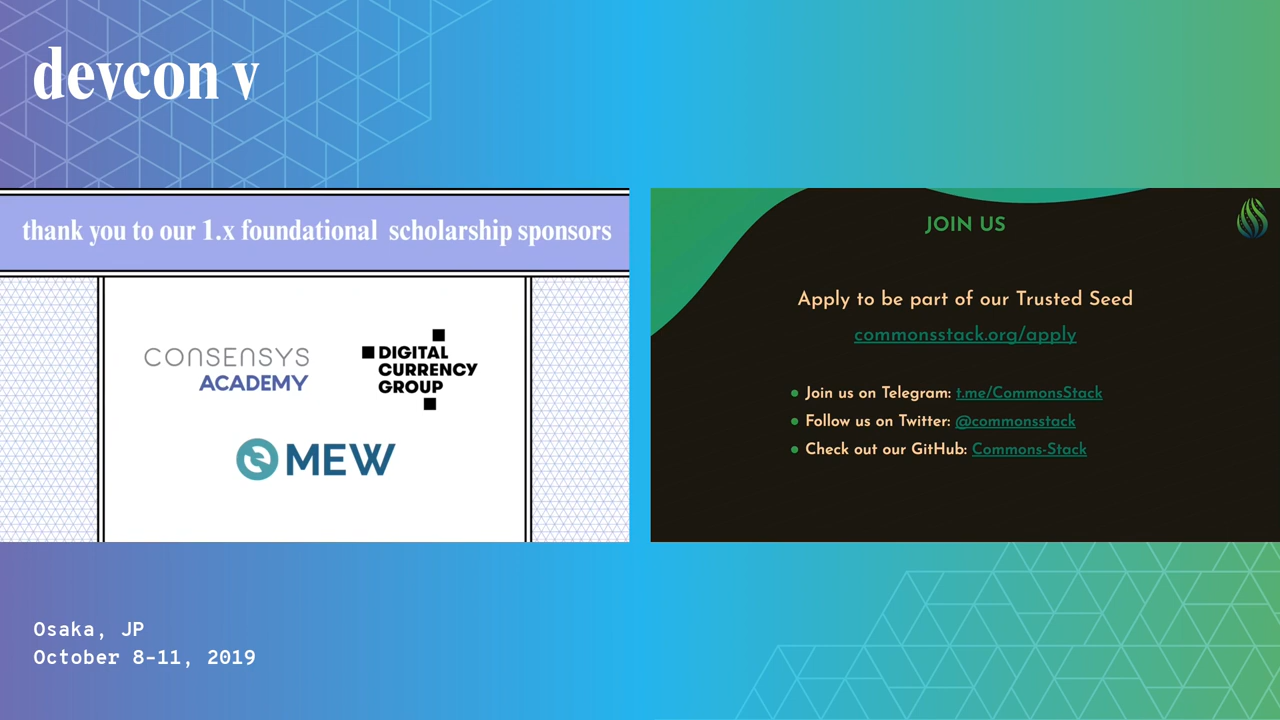 devcon v
thank you to our 1.x foundational scholarship sponsors
CONSENSYS
ACADEMY
DIGITAL
CURRENCY
GROUP
MEW
JOIN US
Apply to be part of our Trusted Seed
commonsstack.org/apply
Join us on Telegram: t.me/CommonsStack
Follow us on Twitter: @commonsstack
Check out our GitHub: Commons-Stack
Osaka, JP
October 8-11, 2019